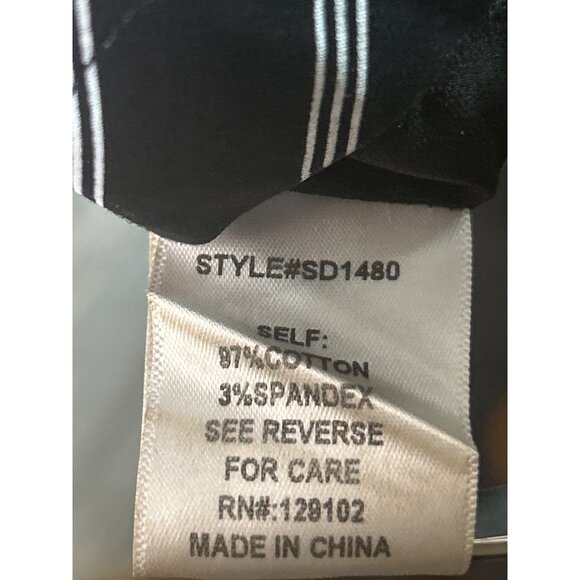 STYLE#SD1480
SELF:
97%COTTON
3%SPANDEX
SEE REVERSE
FOR CARE
RN#:129102
MADE IN CHINA